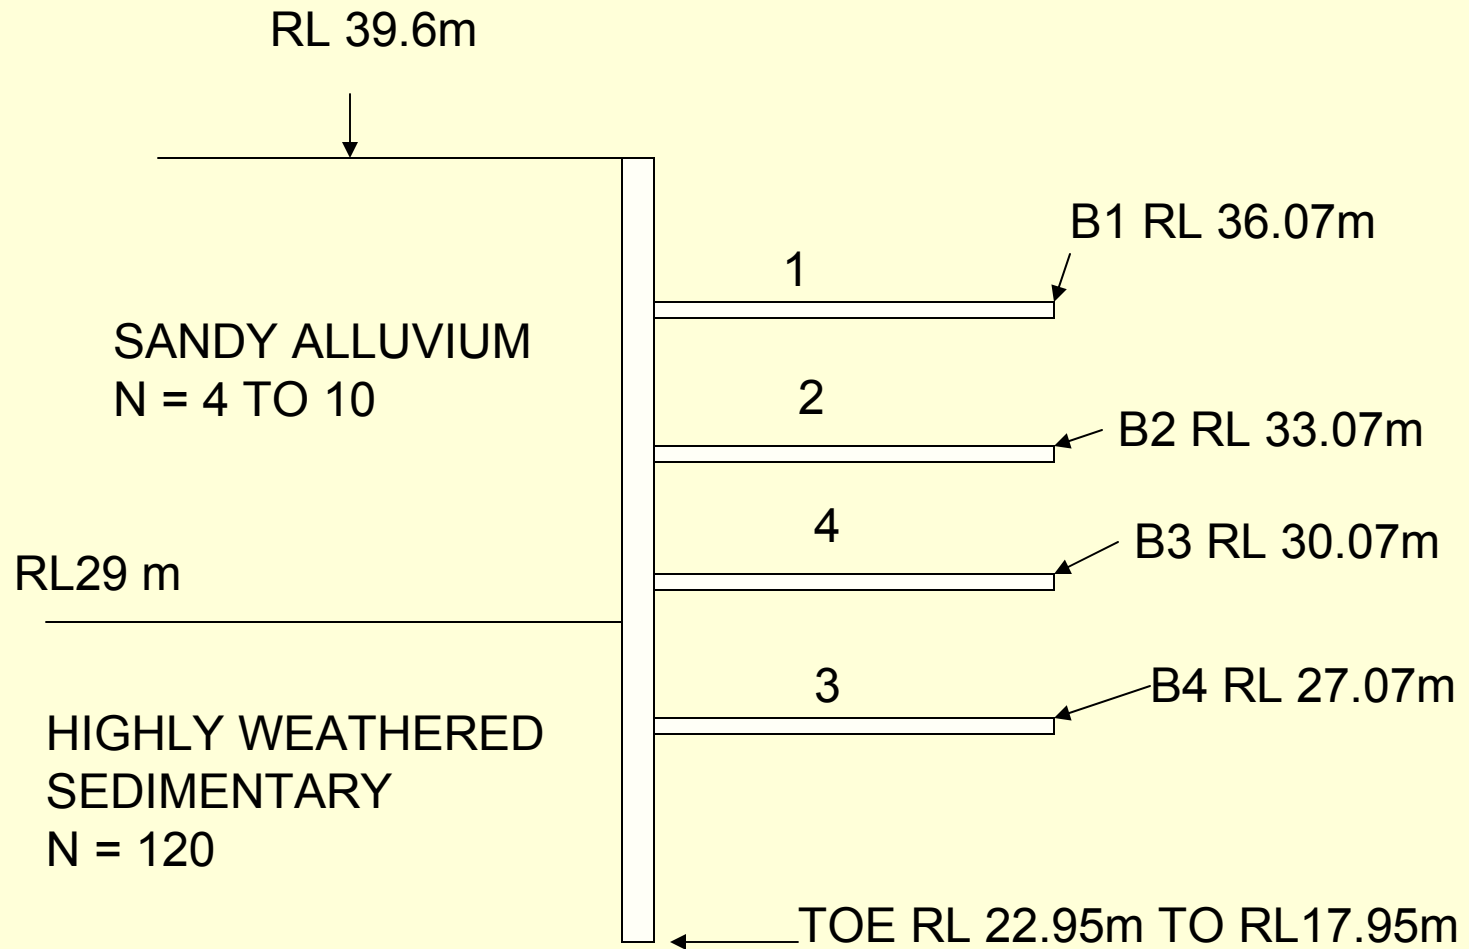 RL 39.6m
B1 RL 36.07m
1
SANDY ALLUVIUM
N = 4 TO 10
2
B2 RL 33.07m
4
B3 RL 30.07m
RL29 m
3
B4 RL 27.07m
HIGHLY WEATHERED
SEDIMENTARY
N = 120
TOE RL 22.95m TO RL17.95m